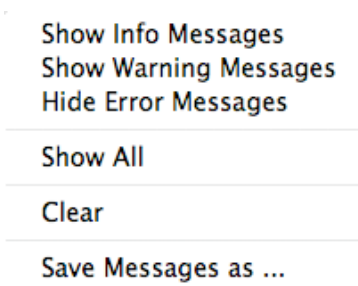 Show Info Messages
Show Warning Messages
Hide Error Messages
Show All
Clear
Save Messages as ...